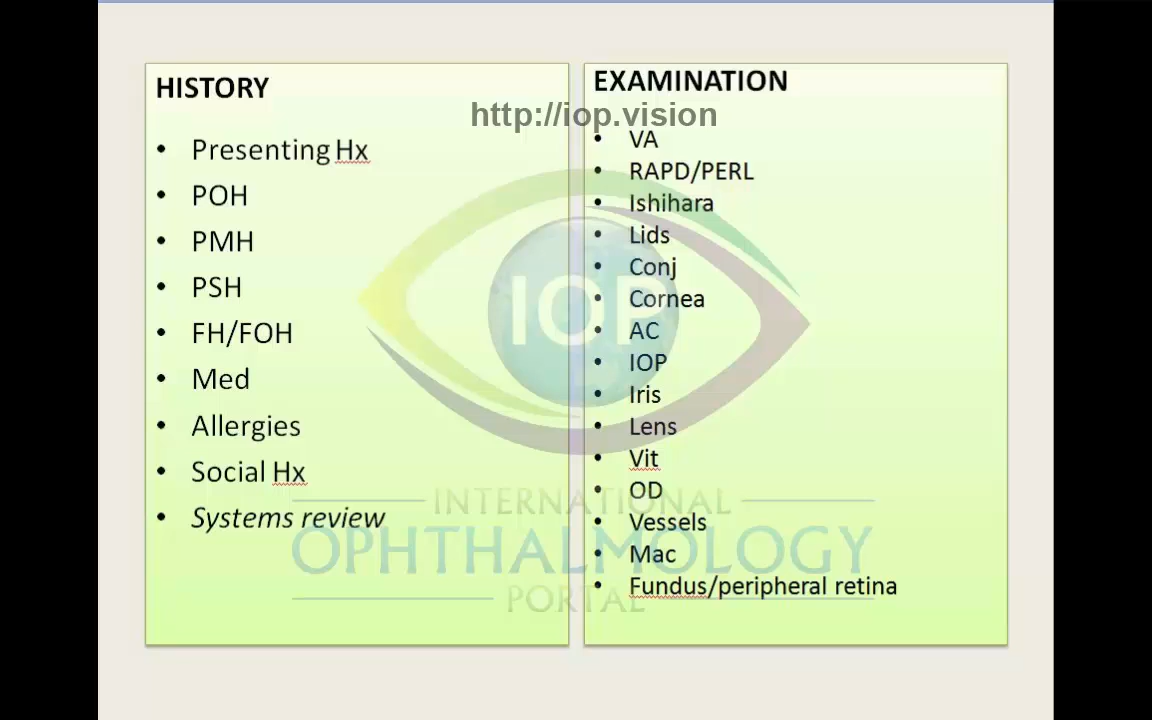 HISTORY
• Presenting Hx
• POH
• PMH
• PSH
• FH/FOH
• Med
• Allergies
• Social Hx
• Systems review
EXAMINATION
http://iop.vision
• VA
• RAPD/PERL
• Ishihara
• Lids
• Conj
• Cornea
• AC
• IOP
• Iris
• Lens
• Vit
• OD
• Vessels
• Mac
• Fundus/peripheral retina
IOP
INTERNATIONAL
OPHTHALMOLOGY
PORTAL